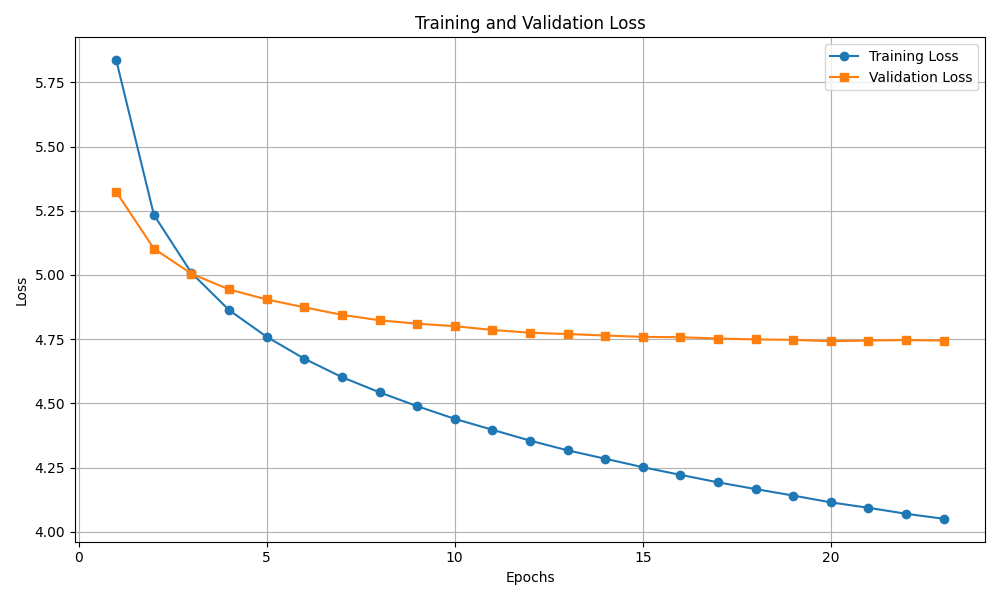 Training and Validation Loss
Training Loss
Validation Loss
5.75
5.50
5.25
5.00
4.75
4.50
4.25
4.00
Loss
0 5 10 15 20
Epochs